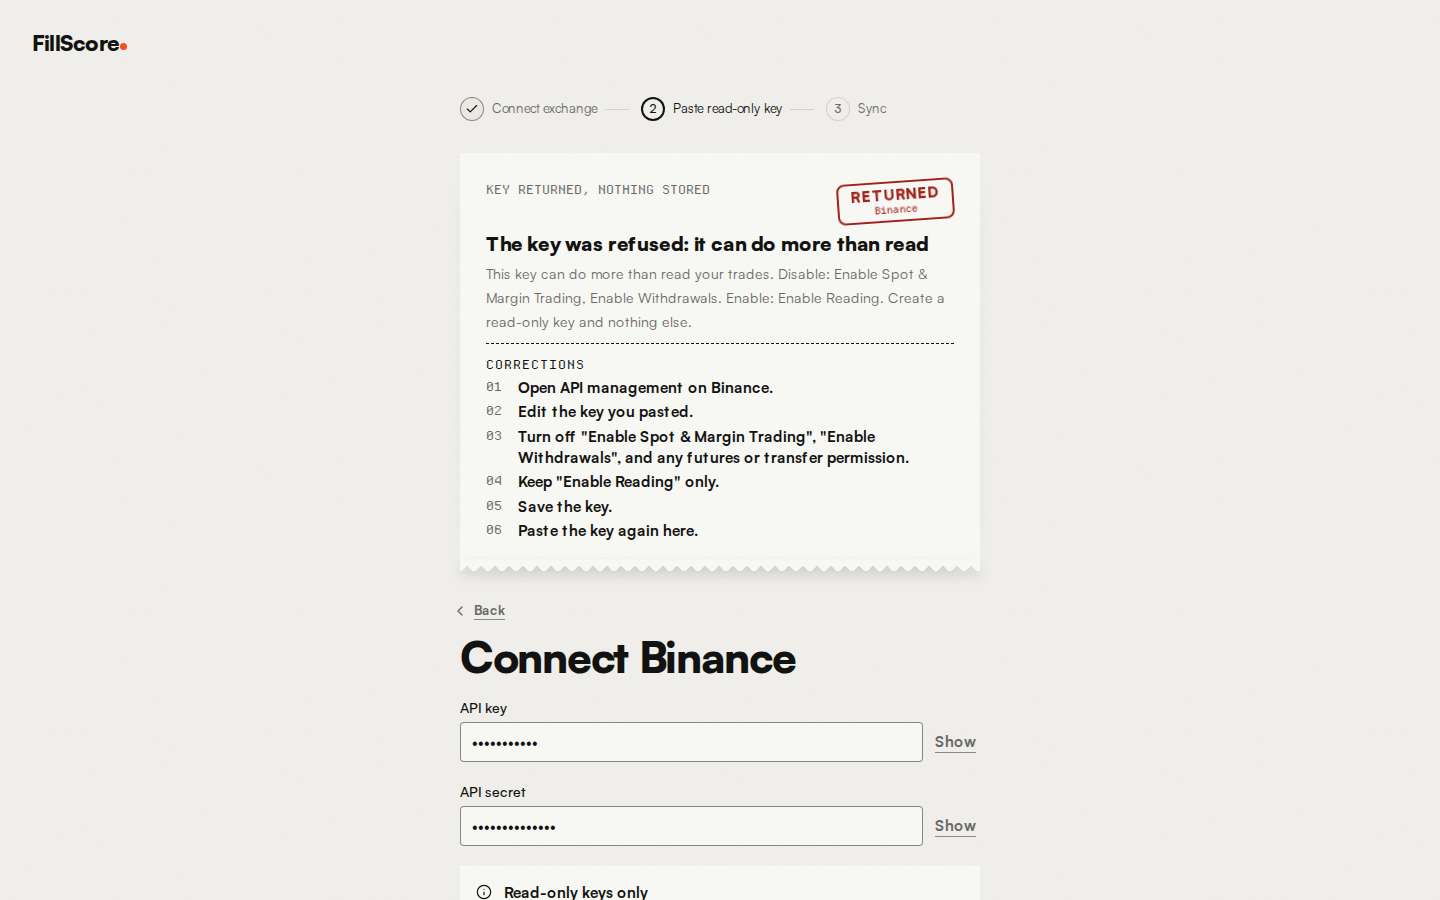 FillScore
Connect exchange
2 Paste read-only key
3 Sync
KEY RETURNED, NOTHING STORED
RETURNED
Binance
The key was refused: it can do more than read
This key can do more than read your trades. Disable: Enable Spot &
Margin Trading, Enable Withdrawals. Enable: Enable Reading. Create a
read-only key and nothing else.
CORRECTIONS
01 Open API management on Binance.
02 Edit the key you pasted.
03 Turn off "Enable Spot & Margin Trading", "Enable
Withdrawals", and any futures or transfer permission.
04 Keep "Enable Reading" only.
05 Save the key.
06 Paste the key again here.
Back
Connect Binance
API key
••••••••••• Show
API secret
•••••••••••••• Show
Read-only keys only